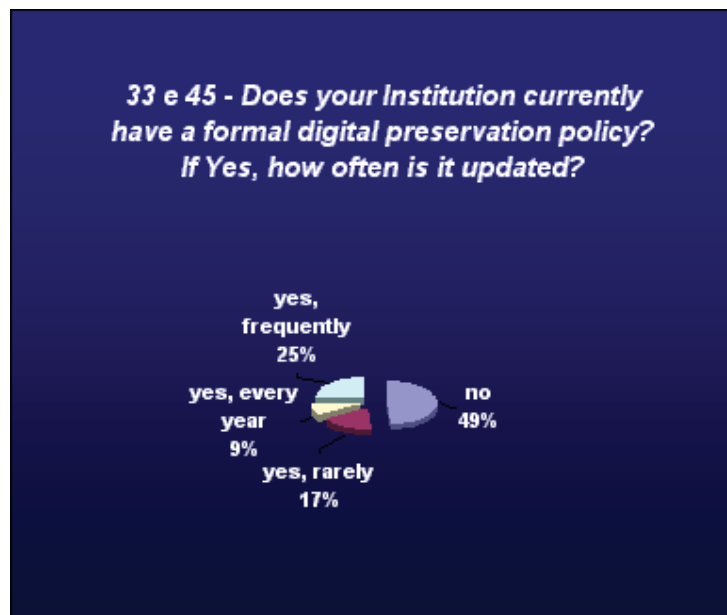 33 e 45 - Does your Institution currently
have a formal digital preservation policy?
If Yes, how often is it updated?
yes,
frequently
25%
yes, every
year
9%
yes, rarely
17%
no
49%